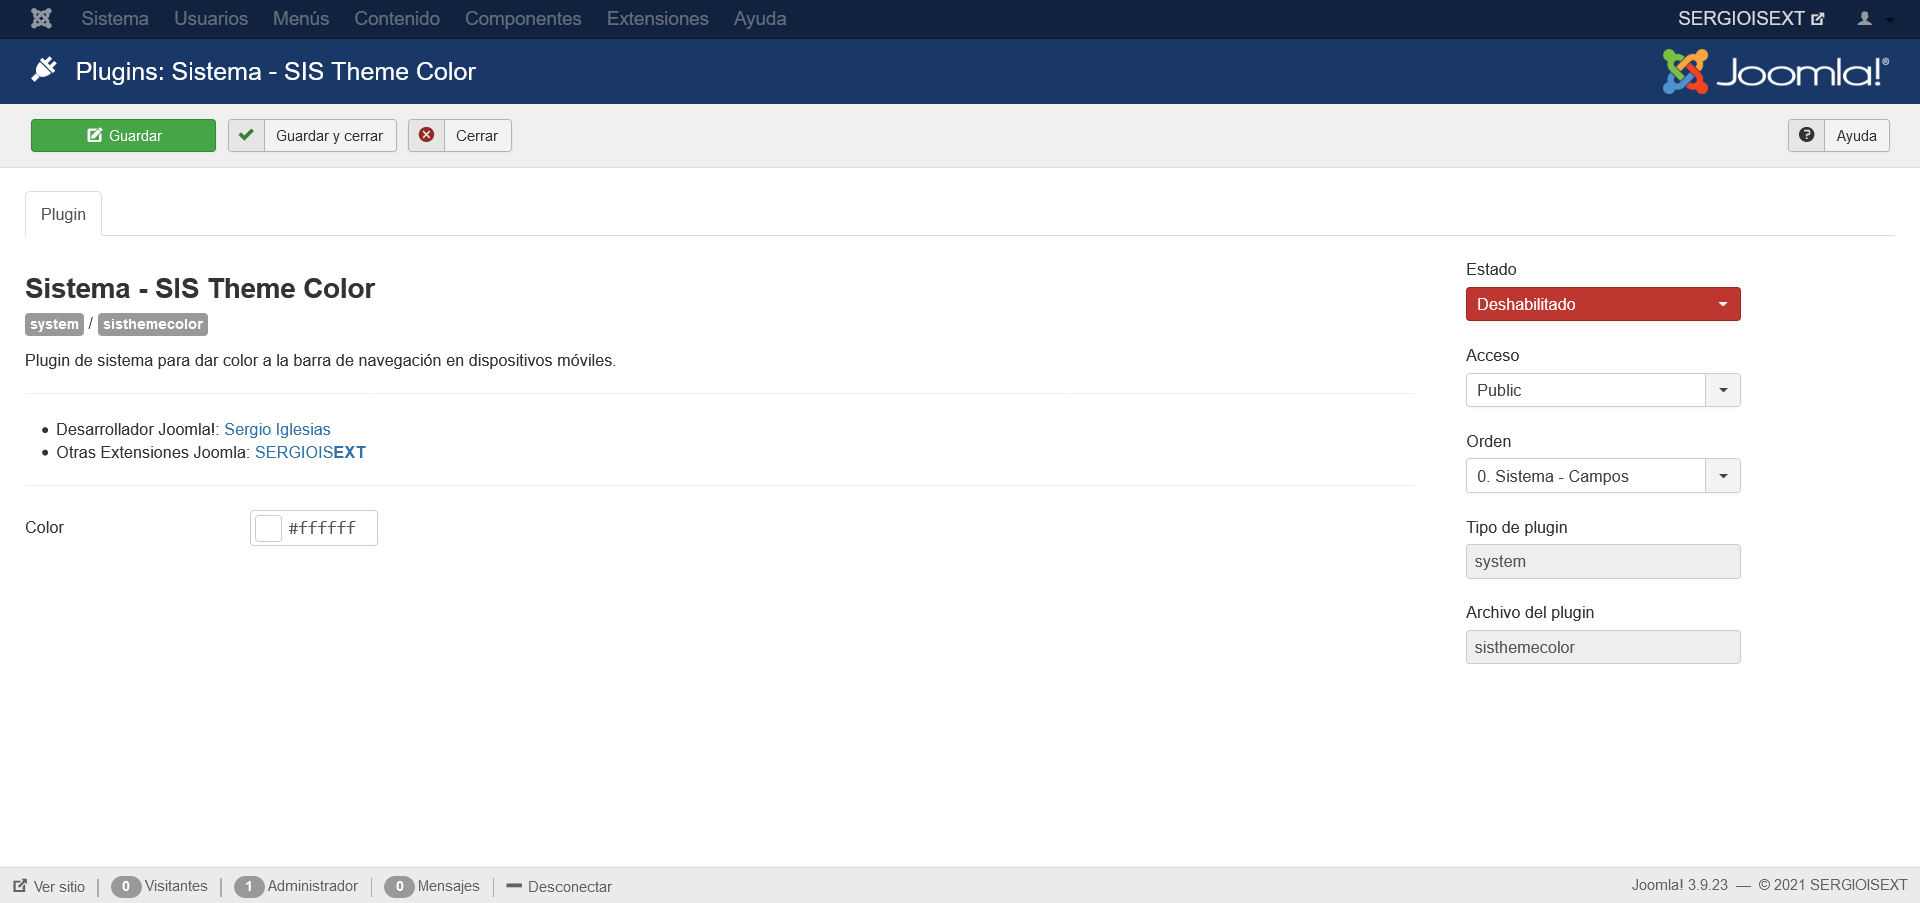 Sistema Usuarios Menús Contenido Componentes Extensiones Ayuda SERGIOISEXT
Plugins: Sistema - SIS Theme Color Joomla!®
Guardar Guardar y cerrar Cerrar Ayuda
Plugin
Sistema - SIS Theme Color
system / sisthemecolor
Plugin de sistema para dar color a la barra de navegación en dispositivos móviles.
Desarrollador Joomla!: Sergio Iglesias
Otras Extensiones Joomla: SERGIOISEXT
Color #ffffff
Estado
Deshabilitado
Acceso
Public
Orden
0. Sistema - Campos
Tipo de plugin
system
Archivo del plugin
sisthemecolor
Ver sitio | 0 Visitantes | 1 Administrador | 0 Mensajes | Desconectar Joomla! 3.9.23 — © 2021 SERGIOISEXT